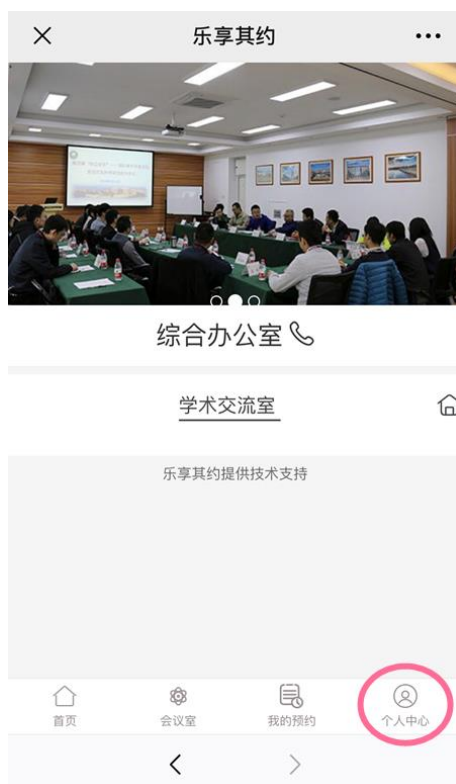 乐享其约
综合办公室
学术交流室
乐享其约提供技术支持
首页
会议室
我的预约
个人中心